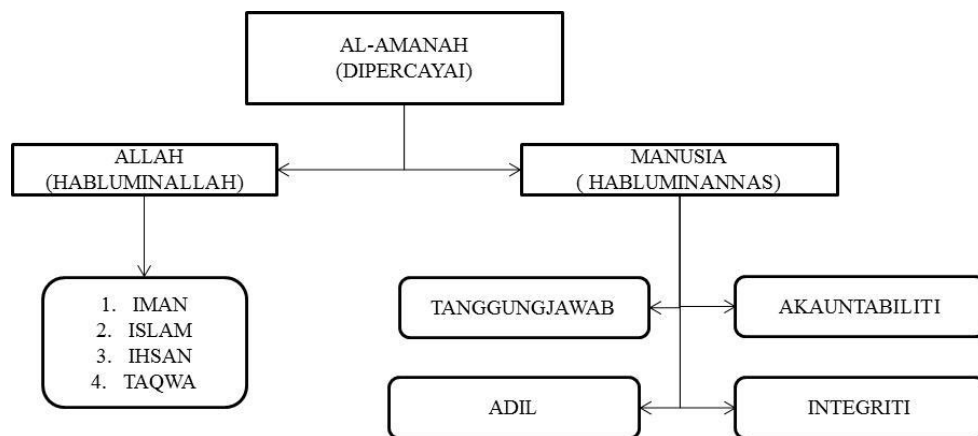 AL-AMANAH
(DIPERCAYAI)
ALLAH
(HABLUMINALLAH)
MANUSIA
( HABLUMINANNAS)
1. IMAN
2. ISLAM
3. IHSAN
4. TAQWA
TANGGUNGJAWAB
AKAUNTABILITI
ADIL
INTEGRITI